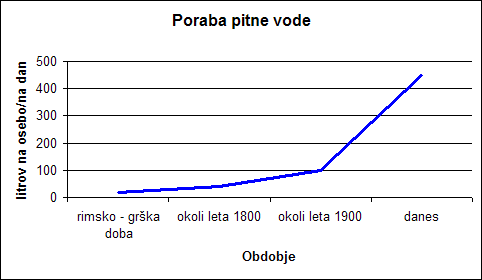 Poraba pitne vode
litrov na osebo/na dan
500
400
300
200
100
0
rimsko - grška
doba
okoli leta 1800
okoli leta 1900
danes
Obdobje